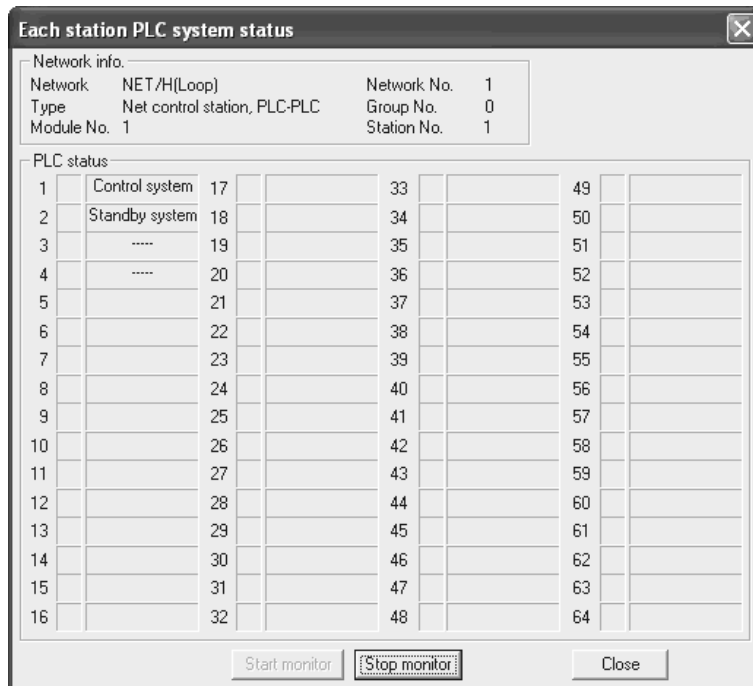 Each station PLC system status
Network info.
Network NET/H(Loop) Network No. 1
Type Net control station, PLC-PLC Group No. 0
Module No. 1 Station No. 1
PLC status
1 Control system 17 33 49
2 Standby system 18 34 50
3 ----- 19 35 51
4 ----- 20 36 52
5 21 37 53
6 22 38 54
7 23 39 55
8 24 40 56
9 25 41 57
10 26 42 58
11 27 43 59
12 28 44 60
13 29 45 61
14 30 46 62
15 31 47 63
16 32 48 64
Start monitor Stop monitor Close